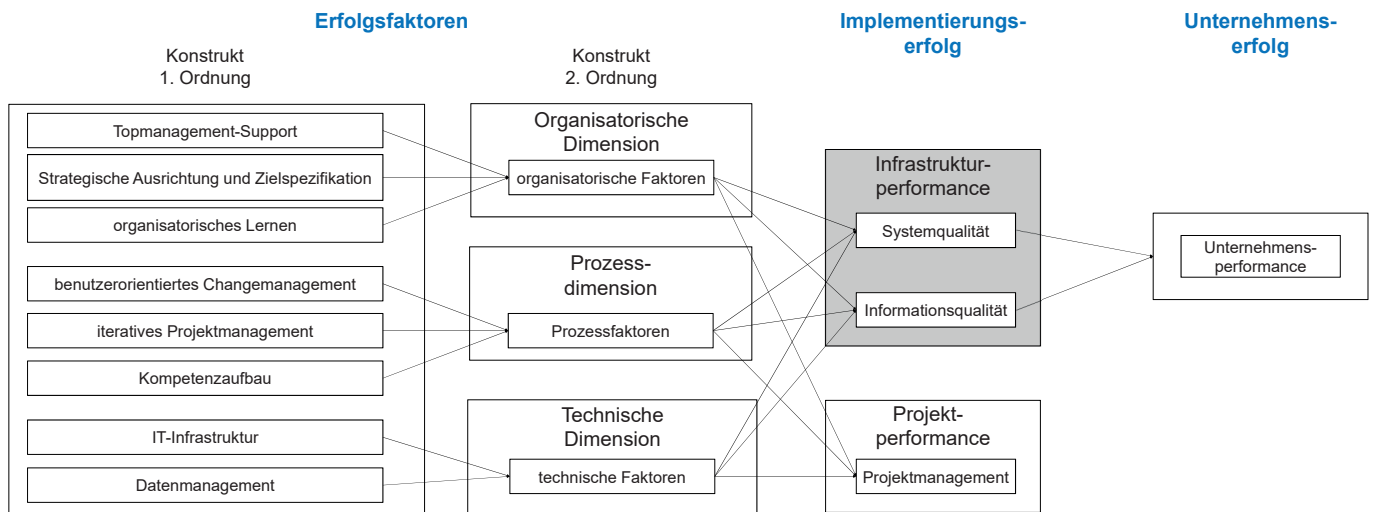 Erfolgsfaktoren
Implementierungs-
erfolg
Unternehmens-
erfolg
Konstrukt
1. Ordnung
Konstrukt
2. Ordnung
Topmanagement-Support
Strategische Ausrichtung und Zielspezifikation
organisatorisches Lernen
benutzerorientiertes Changemanagement
iteratives Projektmanagement
Kompetenzaufbau
IT-Infrastruktur
Datenmanagement
Organisatorische
Dimension
organisatorische Faktoren
Prozess-
dimension
Prozessfaktoren
Technische
Dimension
technische Faktoren
Infrastruktur-
performance
Systemqualität
Informationsqualität
Projekt-
performance
Projektmanagement
Unternehmens-
performance